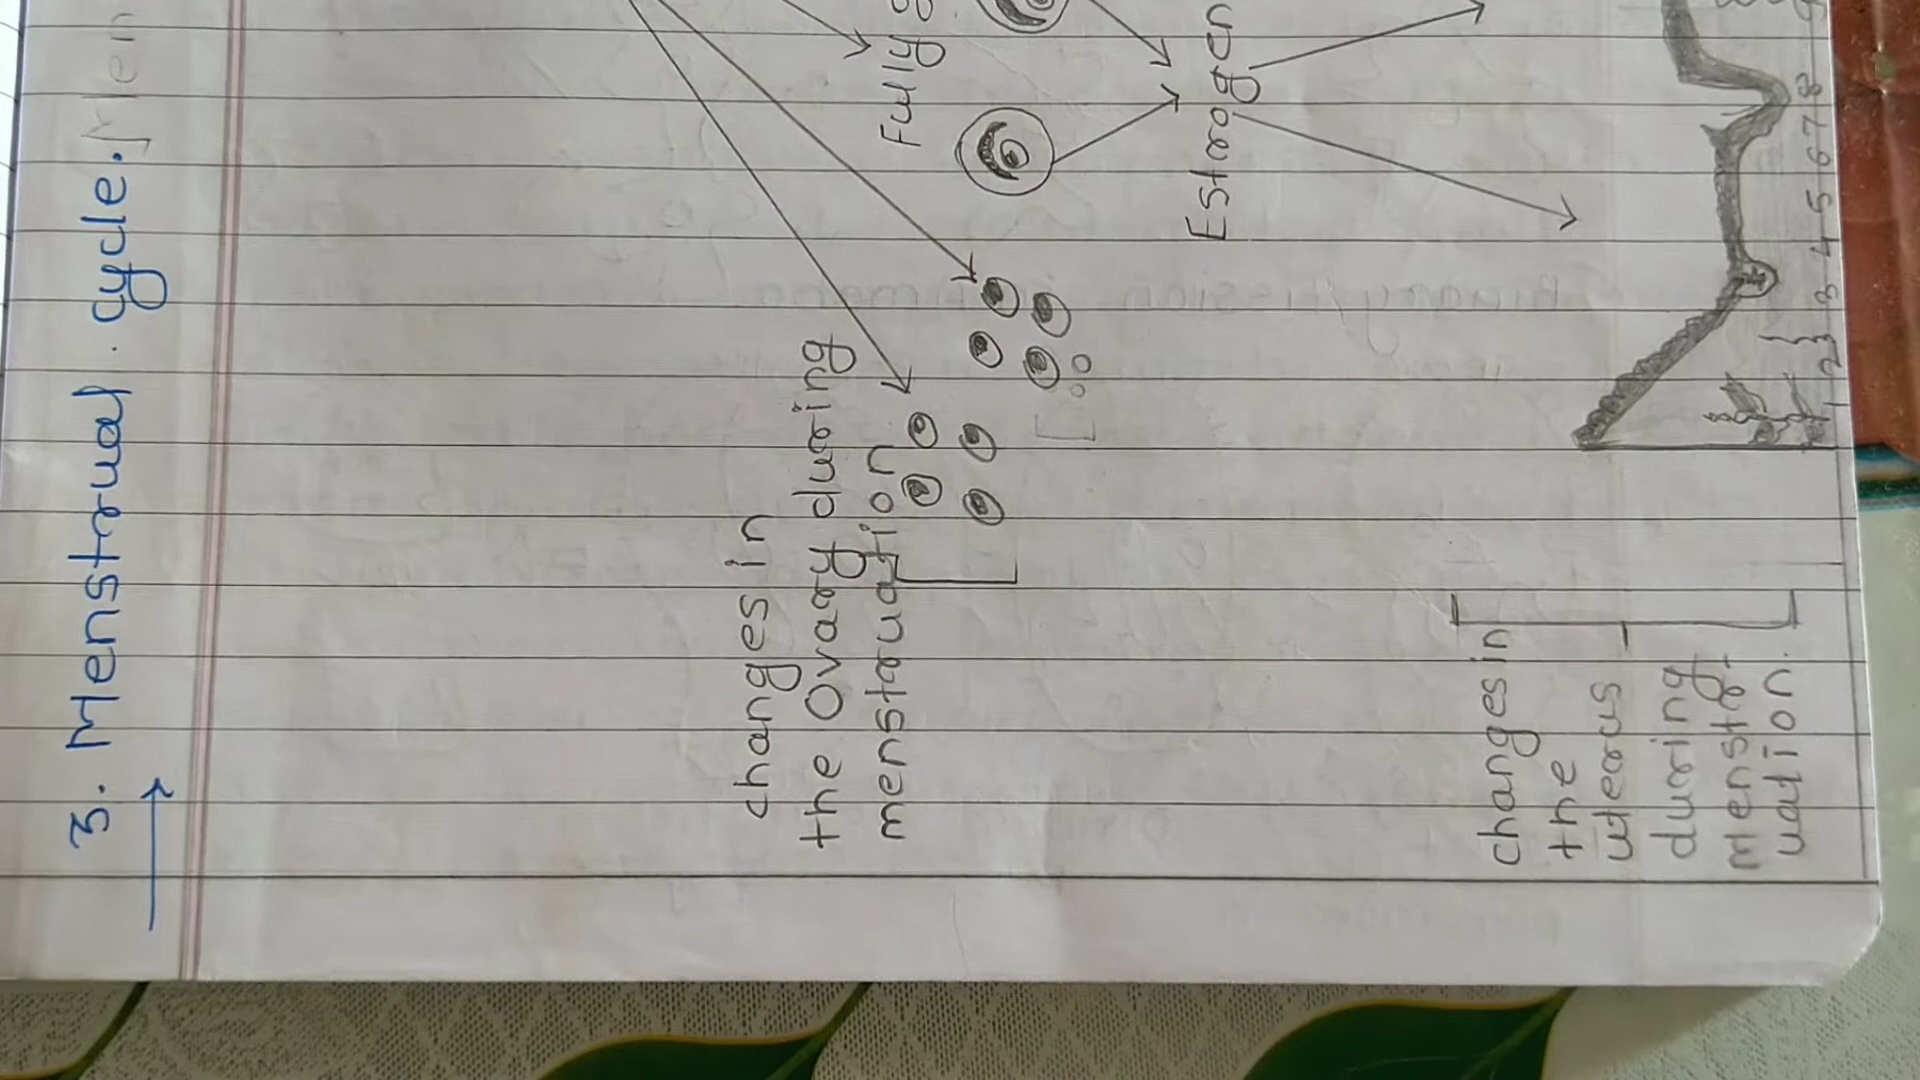 3. Menstrual. cycle.
changes in
the Ovary during
menstruation
Fully
Estrogen
changes in
the
uterus
during
menstr-
uation.
1 2 3 3 4 5 6 7 8